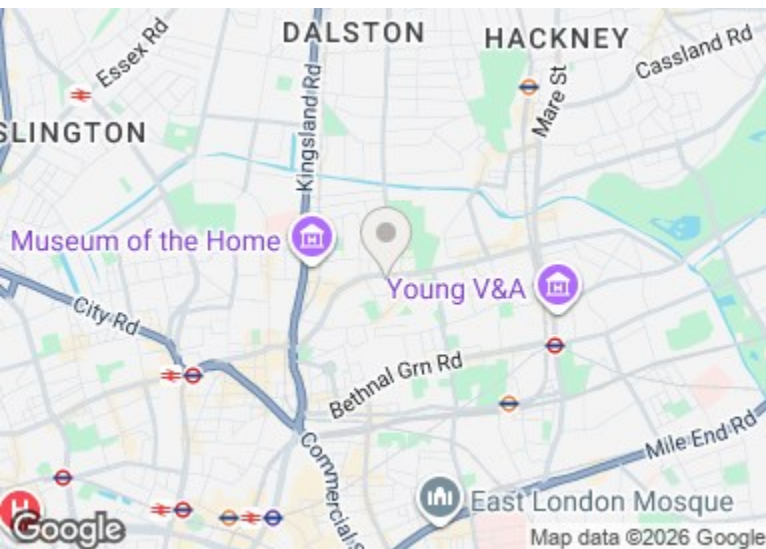 DALSTON
HACKNEY
Essex Rd
Cassland Rd
Kingsland Rd
Mare St
SLINGTON
Museum of the Home
Young V&A
City Rd
Bethnal Grn Rd
Mile End Rd
Commercial S
East London Mosque
H
Google
Map data ©2026 Google